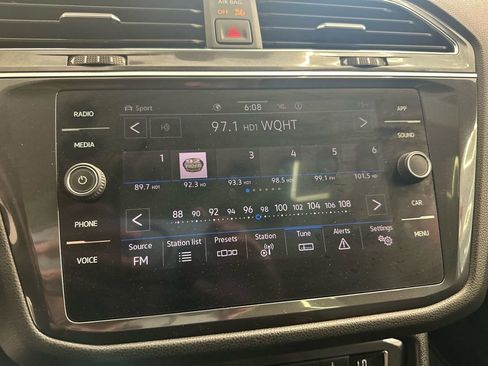 AIR BAG
OFF
RADIO
MEDIA
PHONE
VOICE
APP
SOUND
CAR
MENU
Sport
6:08
97.1 HD1 WQHT
1 3 4 5 6
89.7 HD1 92.3 HD 93.3 HD 98.5 HD 99.1 FM 101.5 HD
88 90 92 94 96 98 100 102 104 106 108
Source Station list Presets Station Tune Alerts Settings
FM